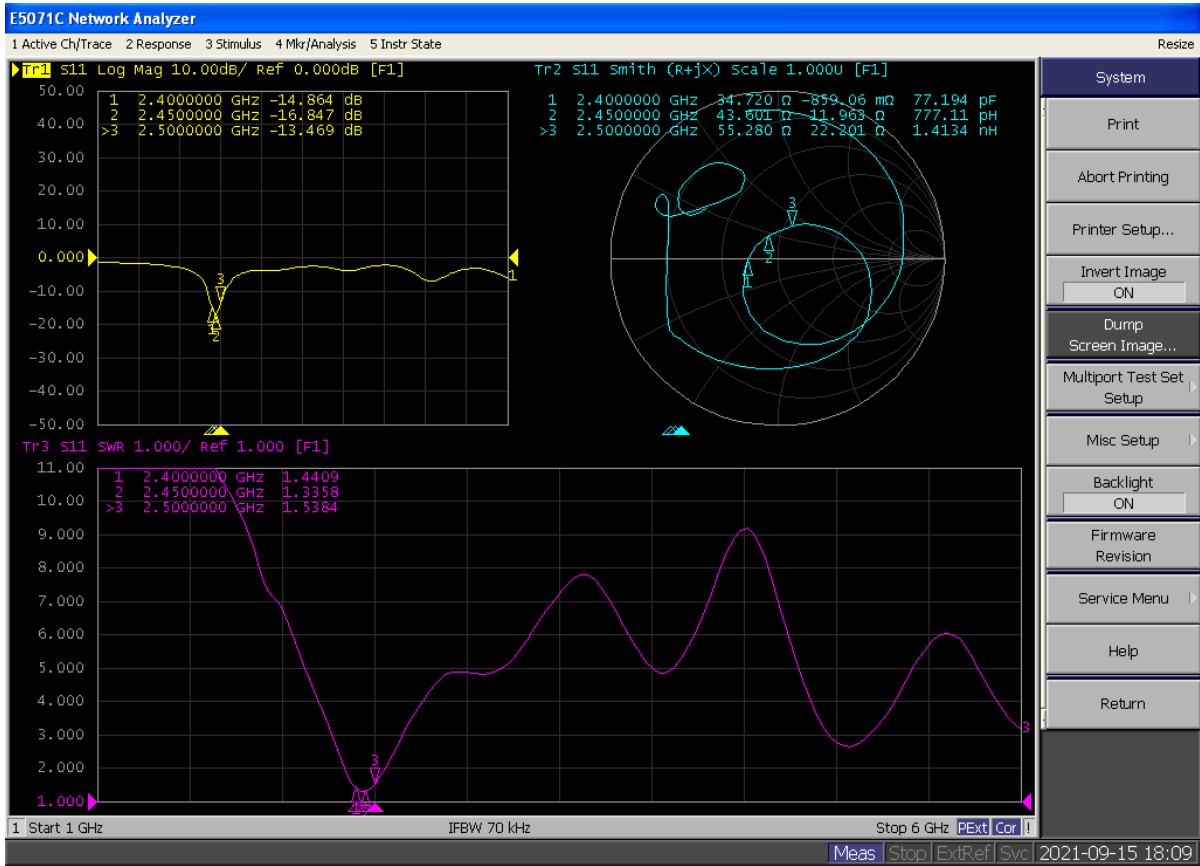 E5071C Network Analyzer
1 Active Ch/Trace 2 Response 3 Stimulus 4 Mkr/Analysis 5 Instr State Resize
Tr1 S11 Log Mag 10.00dB/ Ref 0.000dB [F1]
50.00
40.00
30.00
20.00
10.00
0.000
-10.00
-20.00
-30.00
-40.00
-50.00
1 2.4000000 GHz -14.864 dB
2 2.4500000 GHz -16.847 dB
>3 2.5000000 GHz -13.469 dB
3
1
2
1
Tr2 S11 Smith (R+jX) Scale 1.000U [F1]
1 2.4000000 GHz 34.720 Ω -859.06 mΩ 77.194 pF
2 2.4500000 GHz 43.601 Ω 11.963 Ω 777.11 pH
>3 2.5000000 GHz 55.280 Ω 22.201 Ω 1.4134 nH
3
2
1
Tr3 S11 SWR 1.000/ Ref 1.000 [F1]
11.00
10.00
9.000
8.000
7.000
6.000
5.000
4.000
3.000
2.000
1.000
1 2.4000000 GHz 1.4409
2 2.4500000 GHz 1.3358
>3 2.5000000 GHz 1.5384
3
3
1 Start 1 GHz IFBW 70 kHz Stop 6 GHz PExt Cor !
System
Print
Abort Printing
Printer Setup...
Invert Image
ON
Dump
Screen Image...
Multiport Test Set
Setup
Misc Setup
Backlight
ON
Firmware
Revision
Service Menu
Help
Return
Meas Stop ExtRef Svc 2021-09-15 18:09